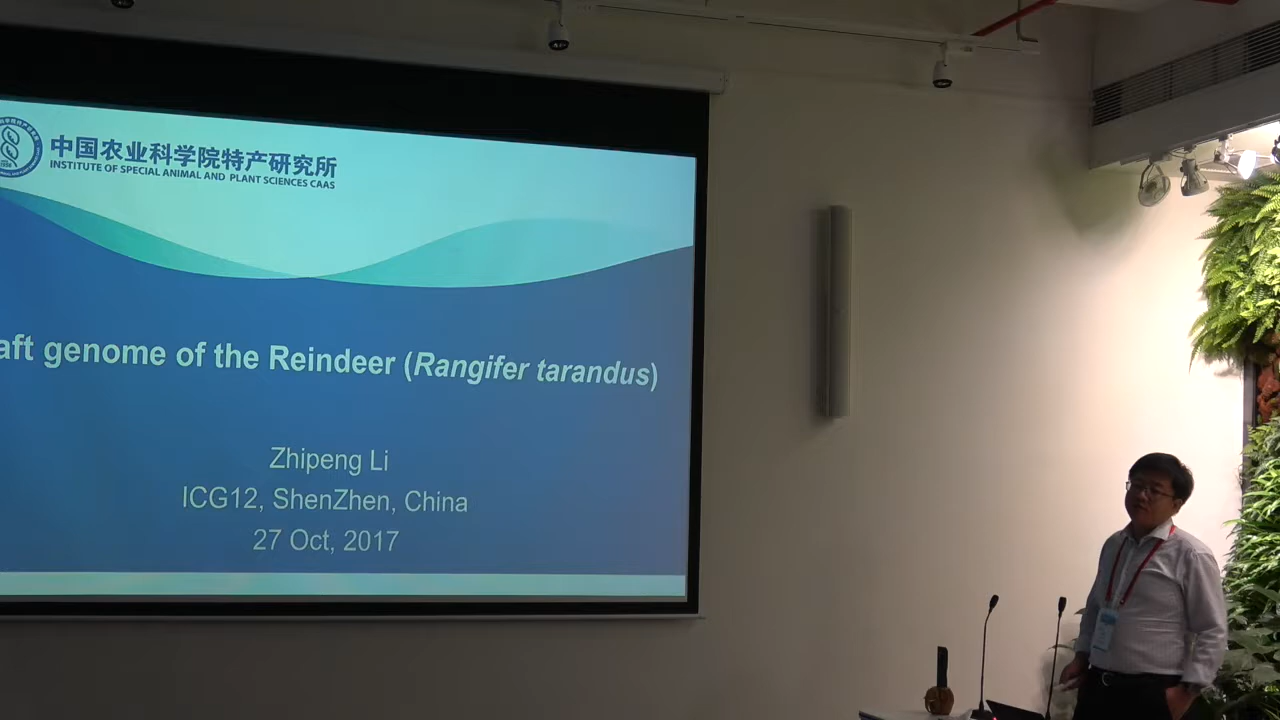 中国农业科学院特产研究所
INSTITUTE OF SPECIAL ANIMAL AND PLANT SCIENCES CAAS
aft genome of the Reindeer (Rangifer tarandus)
Zhipeng Li
ICG12, ShenZhen, China
27 Oct, 2017